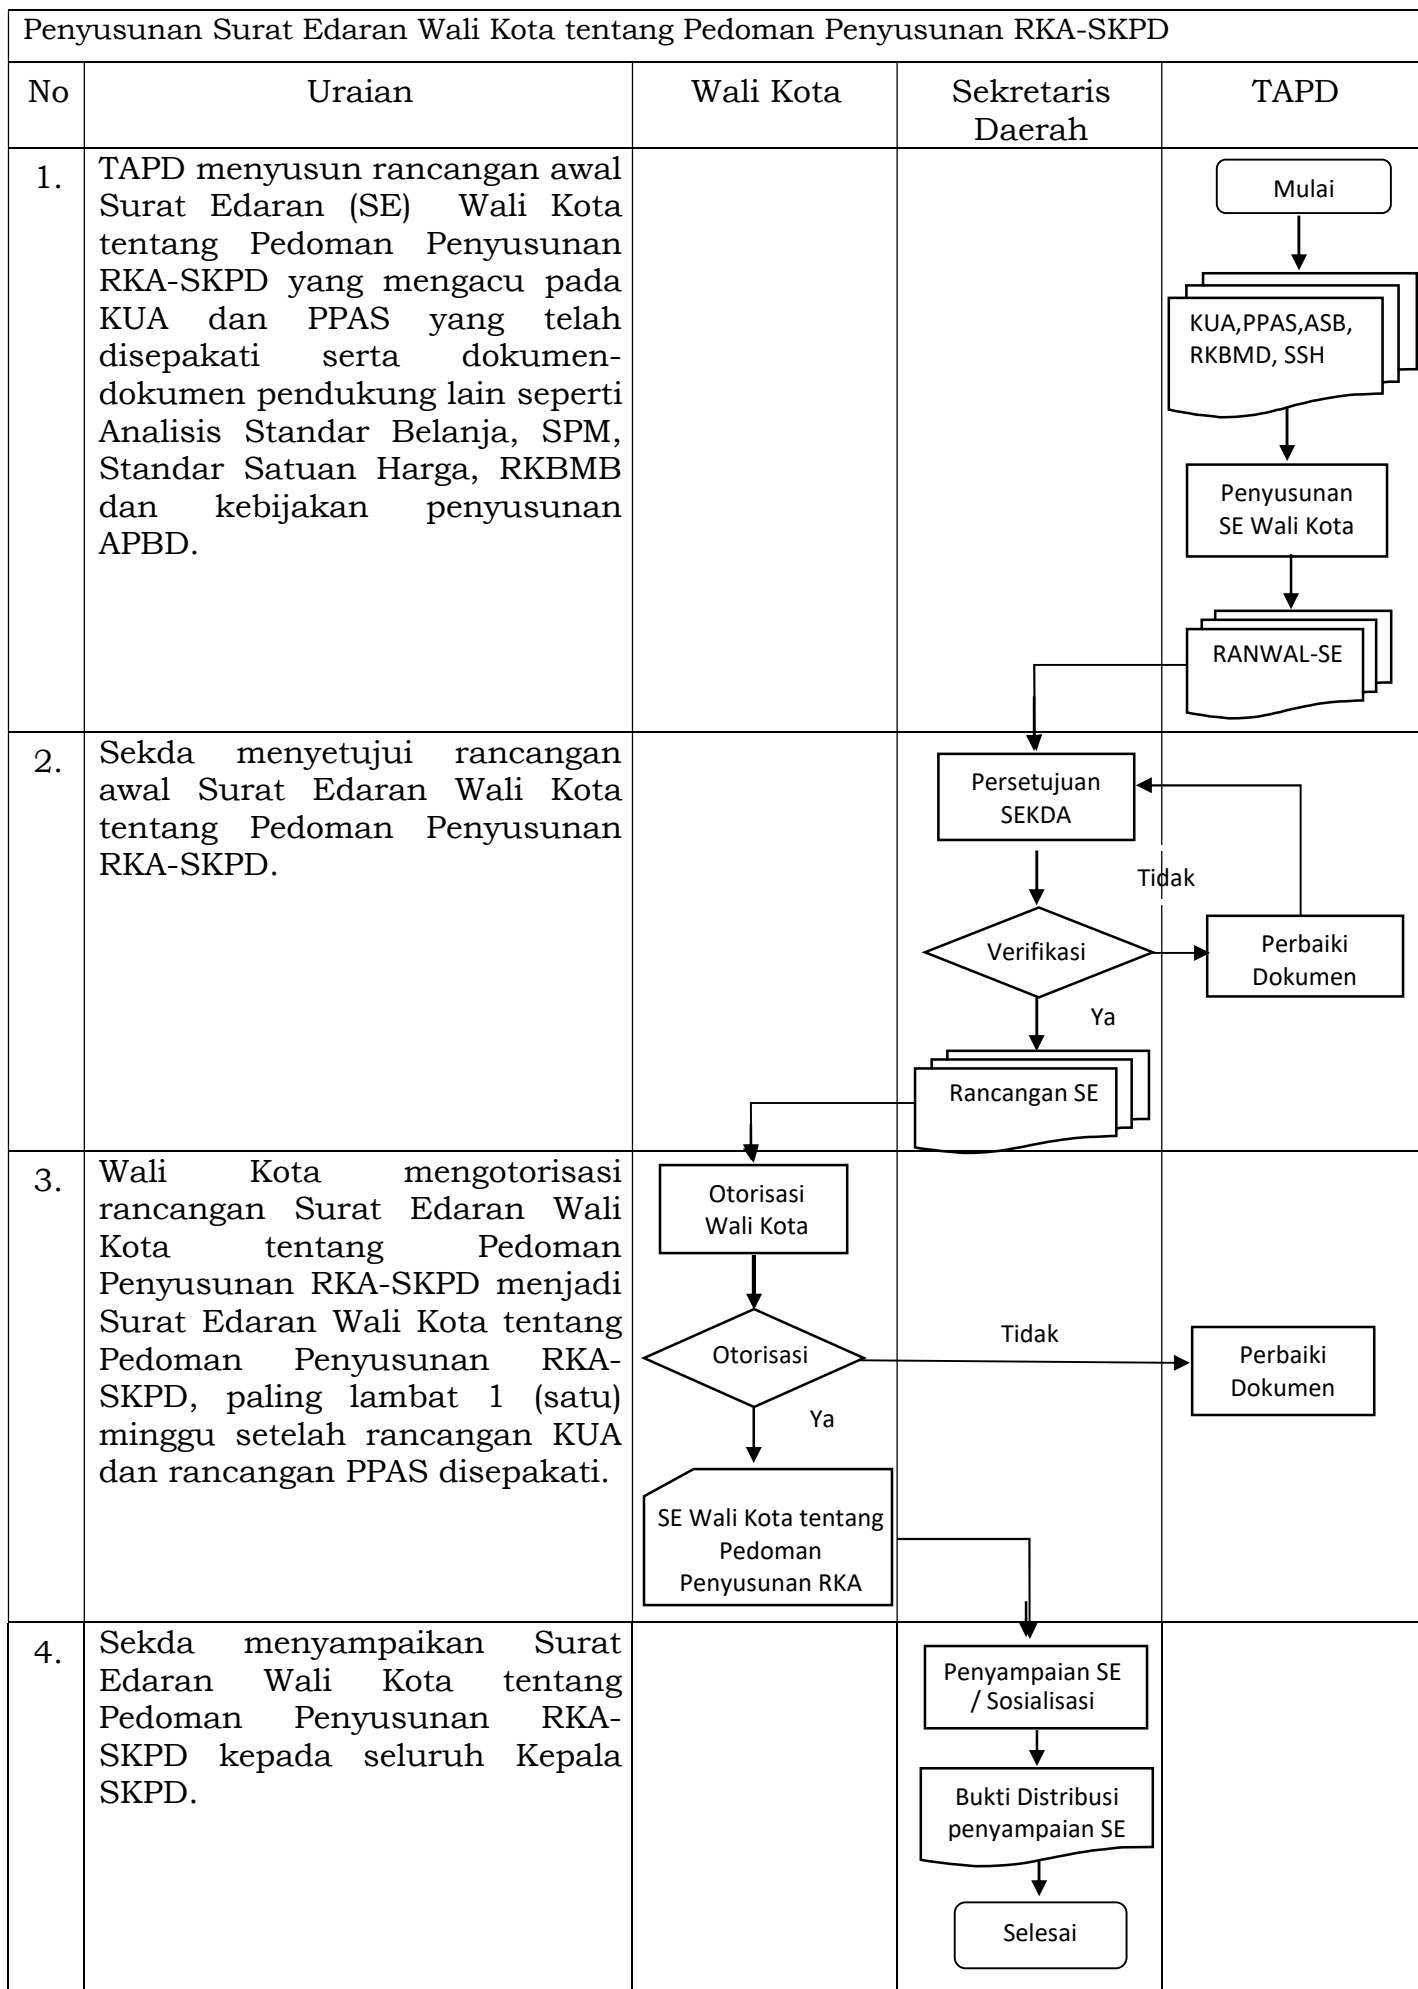 Penyusunan Surat Edaran Wali Kota tentang Pedoman Penyusunan RKA-SKPD
No
Uraian
Wali Kota
Sekretaris
Daerah
TAPD
1.
TAPD menyusun rancangan awal
Surat Edaran (SE) Wali Kota
tentang Pedoman Penyusunan
RKA-SKPD yang mengacu pada
KUA dan PPAS yang telah
disepakati serta dokumen-
dokumen pendukung lain seperti
Analisis Standar Belanja, SPM,
Standar Satuan Harga, RKBMB
dan kebijakan penyusunan
APBD.
Mulai
KUA,PPAS,ASB,
RKBMD, SSH
Penyusunan
SE Wali Kota
RANWAL-SE
2.
Sekda menyetujui rancangan
awal Surat Edaran Wali Kota
tentang Pedoman Penyusunan
RKA-SKPD.
Persetujuan
SEKDA
Tidak
Verifikasi
Perbaiki
Dokumen
Ya
Rancangan SE
3.
Wali Kota mengotorisasi
rancangan Surat Edaran Wali
Kota tentang Pedoman
Penyusunan RKA-SKPD menjadi
Surat Edaran Wali Kota tentang
Pedoman Penyusunan RKA-
SKPD, paling lambat 1 (satu)
minggu setelah rancangan KUA
dan rancangan PPAS disepakati.
Otorisasi
Wali Kota
Otorisasi
Tidak
Perbaiki
Dokumen
Ya
SE Wali Kota tentang
Pedoman
Penyusunan RKA
4.
Sekda menyampaikan Surat
Edaran Wali Kota tentang
Pedoman Penyusunan RKA-
SKPD kepada seluruh Kepala
SKPD.
Penyampaian SE
/ Sosialisasi
Bukti Distribusi
penyampaian SE
Selesai